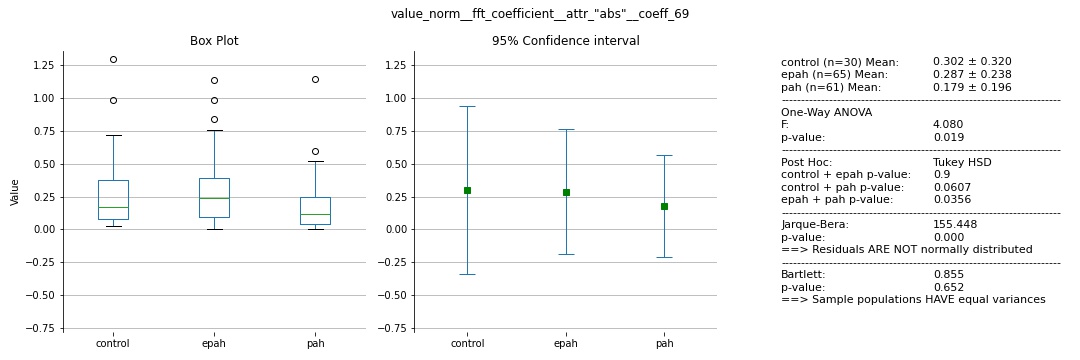 value_norm__fft_coefficient__attr_"abs"__coeff_69
Box Plot
Value
1.25
1.00
0.75
0.50
0.25
0.00
−0.25
−0.50
−0.75
control epah pah
95% Confidence interval
1.25
1.00
0.75
0.50
0.25
0.00
−0.25
−0.50
−0.75
control epah pah
control (n=30) Mean: 0.302 ± 0.320
epah (n=65) Mean: 0.287 ± 0.238
pah (n=61) Mean: 0.179 ± 0.196
One-Way ANOVA
F: 4.080
p-value: 0.019
Post Hoc: Tukey HSD
control + epah p-value: 0.9
control + pah p-value: 0.0607
epah + pah p-value: 0.0356
Jarque-Bera: 155.448
p-value: 0.000
==> Residuals ARE NOT normally distributed
Bartlett: 0.855
p-value: 0.652
==> Sample populations HAVE equal variances